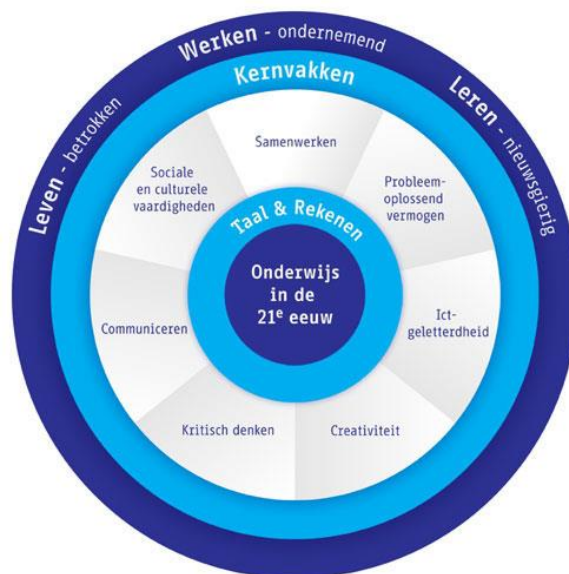 Werken - ondernemend
Leven - betrokken
Leren - nieuwsgierig
Kernvakken
Samenwerken
Sociale
en culturele
vaardigheden
Probleem-
oplossend
vermogen
Taal & Rekenen
Onderwijs
in de
21e eeuw
Communiceren
Ict-
geletterdheid
Kritisch denken
Creativiteit